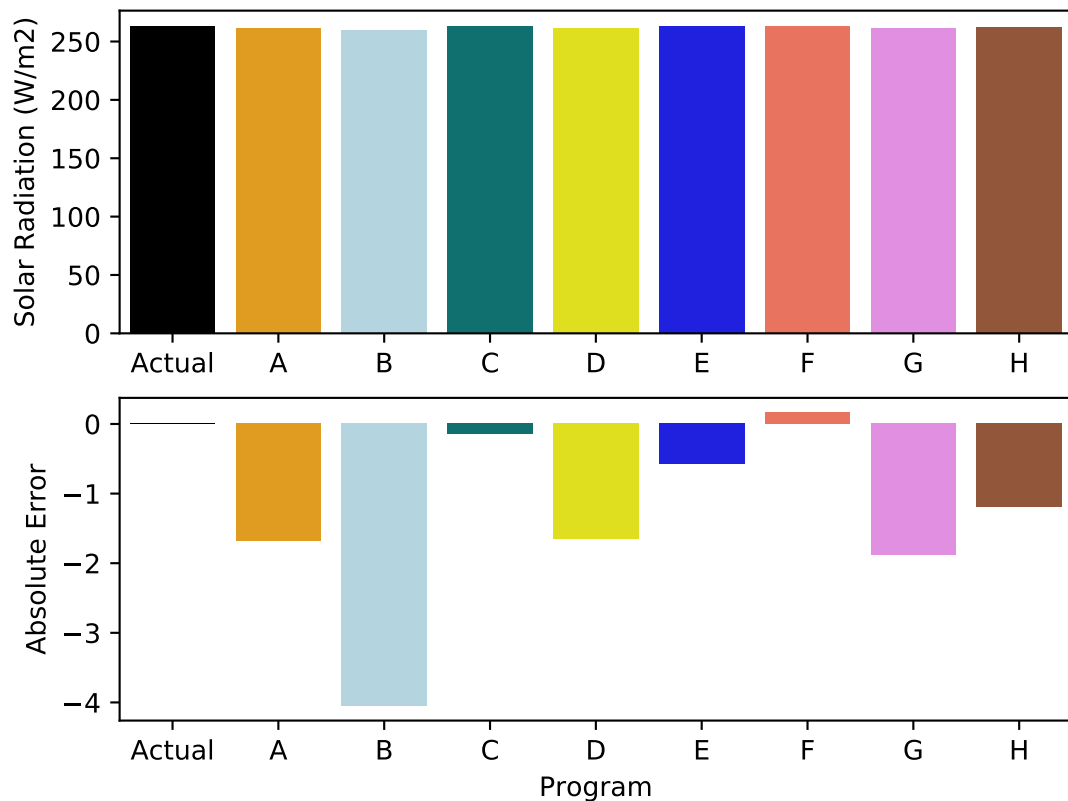 Solar Radiation (W/m2)
250
200
150
100
50
0
Actual A B C D E F G H
Absolute Error
0
−1
−2
−3
−4
Actual A B C D E F G H
Program